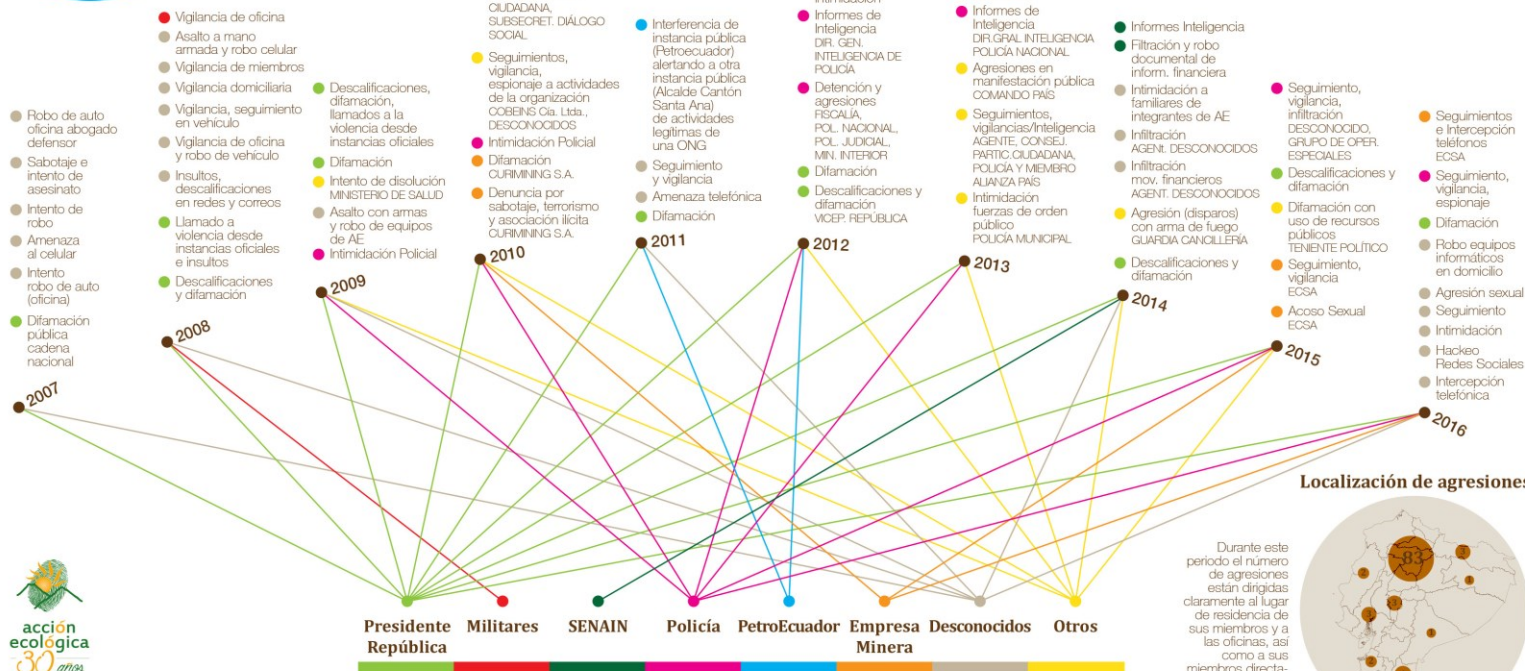 Robo de auto
oficina abogado
defensor
Sabotaje e
intento de
asesinato
Intento de
robo
Amenaza
al celular
Intento
robo de auto
(oficina)
Difamación
pública
cadena
nacional
2007
Vigilancia de oficina
Asalto a mano
armada y robo celular
Vigilancia de miembros
Vigilancia domiciliaria
Vigilancia, seguimiento
en vehículo
Vigilancia de oficina
y robo de vehículo
Insultos,
descalificaciones
en redes y correos
Llamado a
violencia desde
instancias oficiales
e insultos
Descalificaciones
y difamación
2008
Descalificaciones,
difamación,
llamados a la
violencia desde
instancias oficiales
Difamación
Intento de disolución
MINISTERIO DE SALUD
Asalto con armas
y robo de equipos
de AE
Intimidación Policial
2009
CIUDADANA,
SUBSECRET. DIÁLOGO
SOCIAL
Seguimientos,
vigilancia,
espionaje a actividades
de la organización
COBEINS Cia. Ltda.,
DESCONOCIDOS
Intimidación Policial
Difamación
CURIMINING S.A.
Denuncia por
sabotaje, terrorismo
y asociación ilícita
CURIMINING S.A.
2010
Interferencia de
instancia pública
(Petroecuador)
alertando a otra
instancia pública
(Alcalde Cantón
Santa Ana)
de actividades
legítimas de
una ONG
Seguimiento
y vigilancia
Amenaza telefónica
Difamación
2011
Intimidación
Informes de
Inteligencia
DIR. GEN.
INTELIGENCIA DE
POLICÍA
Detención y
agresiones
FISCALÍA,
POL. NACIONAL,
POL. JUDICIAL,
MIN. INTERIOR
Difamación
Descalificaciones y
difamación
VICEP. REPÚBLICA
2012
Informes de
Inteligencia
DIR.GRAL INTELIGENCIA
POLICÍA NACIONAL
Agresiones en
manifestación pública
COMANDO PAÍS
Seguimientos,
vigilancias/Inteligencia
AGENTE, CONSEJ.
PARTIC.CIUDADANA,
POLICÍA Y MIEMBRO
ALIANZA PAÍS
Intimidación
fuerzas de orden
público
POLICÍA MUNICIPAL
2013
Informes Inteligencia
Filtración y robo
documental de
inform. financiera
Intimidación a
familiares de
integrantes de AE
Infiltración
AGENt. DESCONOCIDOS
Infiltración
mov. financieros
AGENT. DESCONOCIDOS
Agresión (disparos)
con arma de fuego
GUARDIA CANCILLERÍA
Descalificaciones y
difamación
2014
Seguimiento,
vigilancia,
infiltración
DESCONOCIDO,
GRUPO DE OPER.
ESPECIALES
Descalificaciones y
difamación
Difamación con
uso de recursos
públicos
TENIENTE POLÍTICO
Seguimiento,
vigilancia
ECSA
Acoso Sexual
ECSA
2015
Seguimientos
e Intercepción
teléfonos
ECSA
Seguimiento,
vigilancia,
espionaje
Difamación
Robo equipos
informáticos
en domicilio
Agresión sexual
Seguimiento
Intimidación
Hackeo
Redes Sociales
Intercepción
telefónica
2016
acción
ecológica
30 años
Presidente
República
Militares
SENAIN
Policía
PetroEcuador
Empresa
Minera
Desconocidos
Otros
Localización de agresiones
Durante este
periodo el número
de agresiones
están dirigidas
claramente al lugar
de residencia de
sus miembros y a
las oficinas, así
como a sus
miembros directa-
83